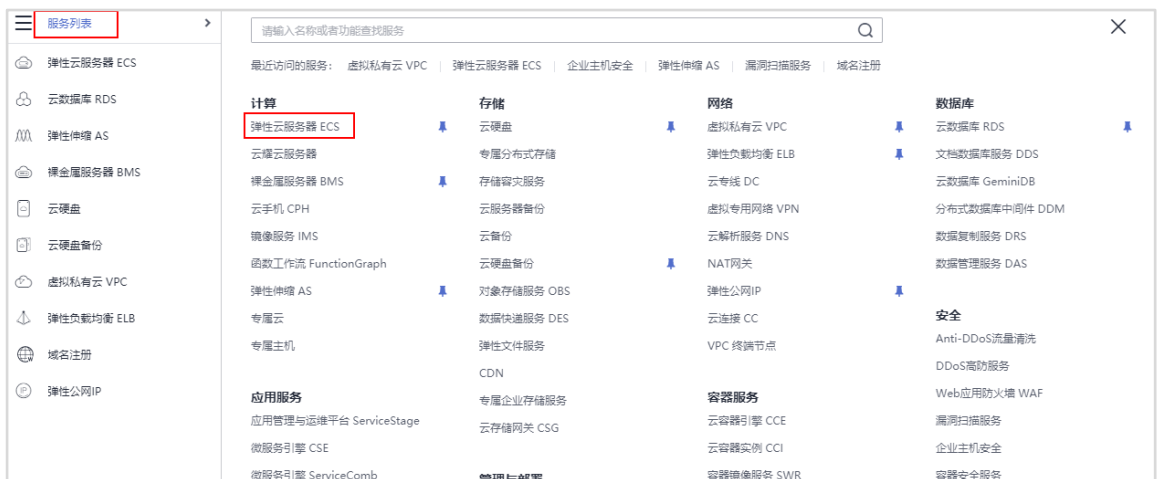 服务列表
弹性云服务器 ECS
云数据库 RDS
弹性伸缩 AS
裸金属服务器 BMS
云硬盘
云硬盘备份
虚拟私有云 VPC
弹性负载均衡 ELB
域名注册
弹性公网IP
请输入名称或者功能查找服务
最近访问的服务： 虚拟私有云 VPC 弹性云服务器 ECS 企业主机安全 弹性伸缩 AS 漏洞扫描服务 域名注册
计算
弹性云服务器 ECS
云耀云服务器
裸金属服务器 BMS
云手机 CPH
镜像服务 IMS
函数工作流 FunctionGraph
弹性伸缩 AS
专属云
专属主机
应用服务
应用管理与运维平台 ServiceStage
微服务引擎 CSE
微服务引擎 ServiceComb
存储
云硬盘
专属分布式存储
存储容灾服务
云服务器备份
云备份
云硬盘备份
对象存储服务 OBS
数据快递服务 DES
弹性文件服务
CDN
专属企业存储服务
云存储网关 CSG
管理与部署
网络
虚拟私有云 VPC
弹性负载均衡 ELB
云专线 DC
虚拟专用网络 VPN
云解析服务 DNS
NAT网关
弹性公网IP
云连接 CC
VPC 终端节点
容器服务
云容器引擎 CCE
云容器实例 CCI
容器镜像服务 SWR
数据库
云数据库 RDS
文档数据库服务 DDS
云数据库 GeminiDB
分布式数据库中间件 DDM
数据复制服务 DRS
数据管理服务 DAS
安全
Anti-DDoS流量清洗
DDoS高防服务
Web应用防火墙 WAF
漏洞扫描服务
企业主机安全
容器安全服务